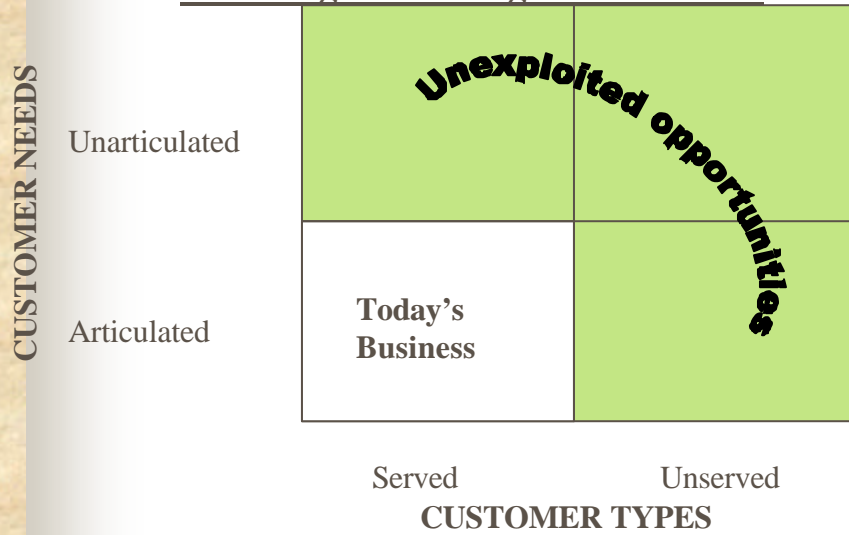 CUSTOMER NEEDS
Unexploited opportunities
Unarticulated
Today's
Business
Articulated
Served
Unserved
CUSTOMER TYPES